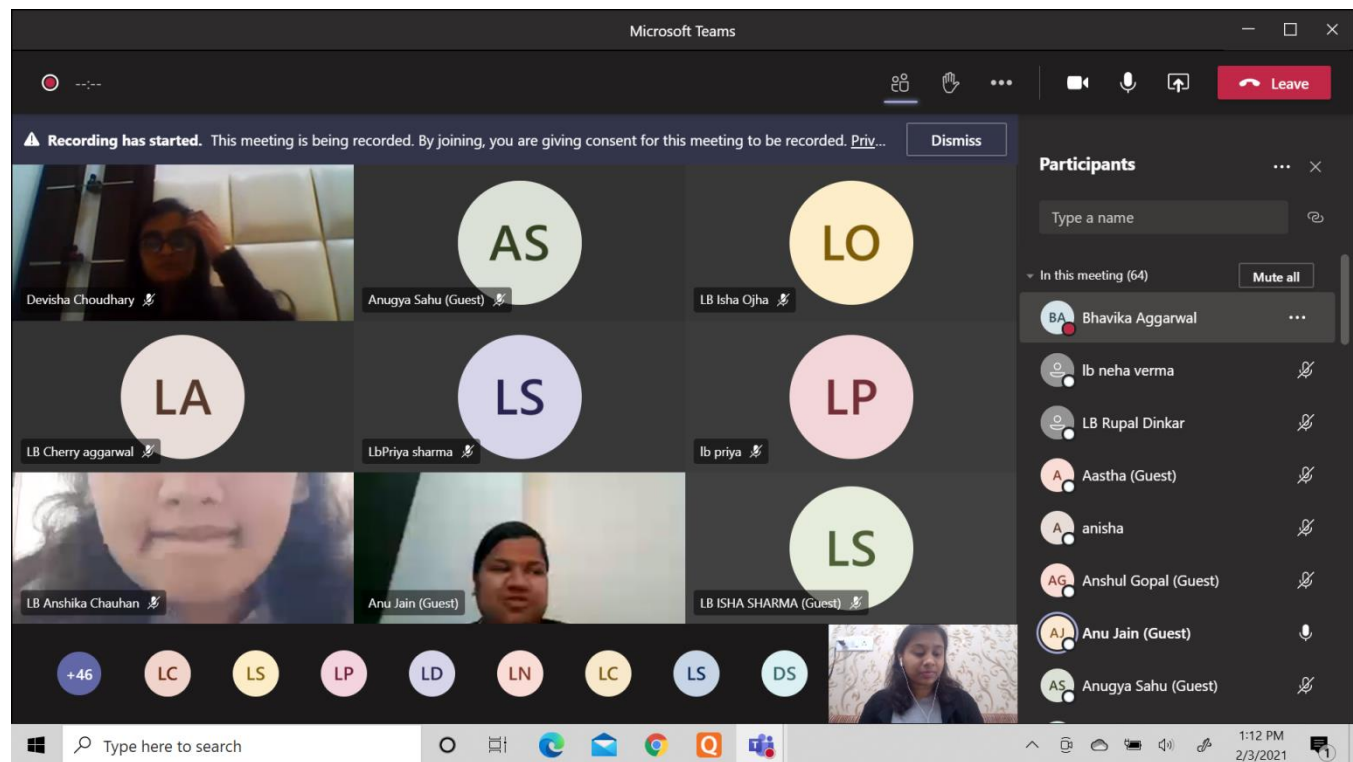 Microsoft Teams
--:--
Leave
Recording has started. This meeting is being recorded. By joining, you are giving consent for this meeting to be recorded. Priv...
Dismiss
Participants
Type a name
In this meeting (64)
Mute all
BA Bhavika Aggarwal
lb neha verma
LB Rupal Dinkar
A Aastha (Guest)
A anisha
AG Anshul Gopal (Guest)
AJ Anu Jain (Guest)
AS Anugya Sahu (Guest)
Devisha Choudhary
AS
Anugya Sahu (Guest)
LO
LB Isha Ojha
LA
LB Cherry aggarwal
LS
LbPriya sharma
LP
lb priya
LB Anshika Chauhan
Anu Jain (Guest)
LS
LB ISHA SHARMA (Guest)
+46 LC LS LP LD LN LC LS DS
Type here to search
1:12 PM
2/3/2021
1